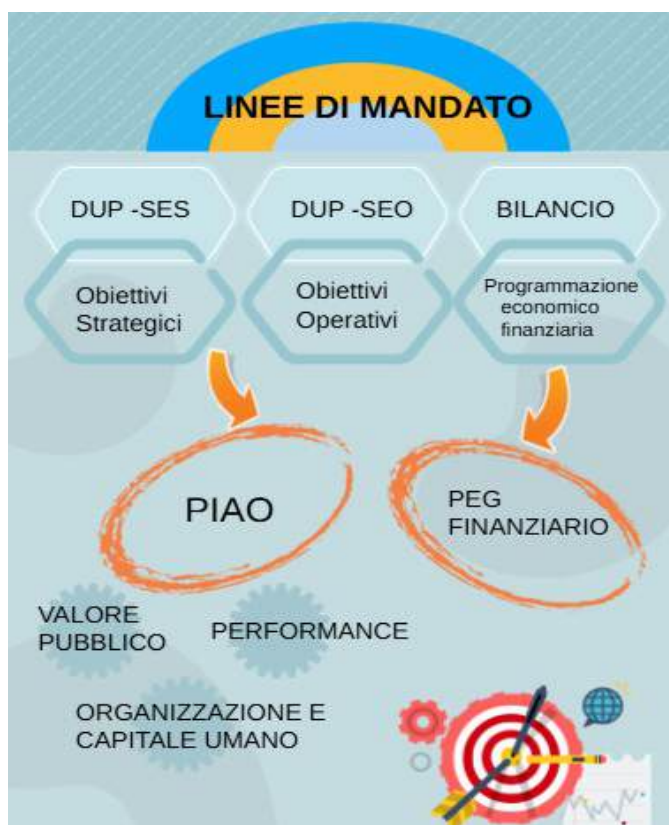 LINEE DI MANDATO
DUP -SES
DUP -SEO
BILANCIO
Obiettivi
Strategici
Obiettivi
Operativi
Programmazione
economico
finanziaria
PIAO
PEG
FINANZIARIO
VALORE
PUBBLICO
PERFORMANCE
ORGANIZZAZIONE E
CAPITALE UMANO